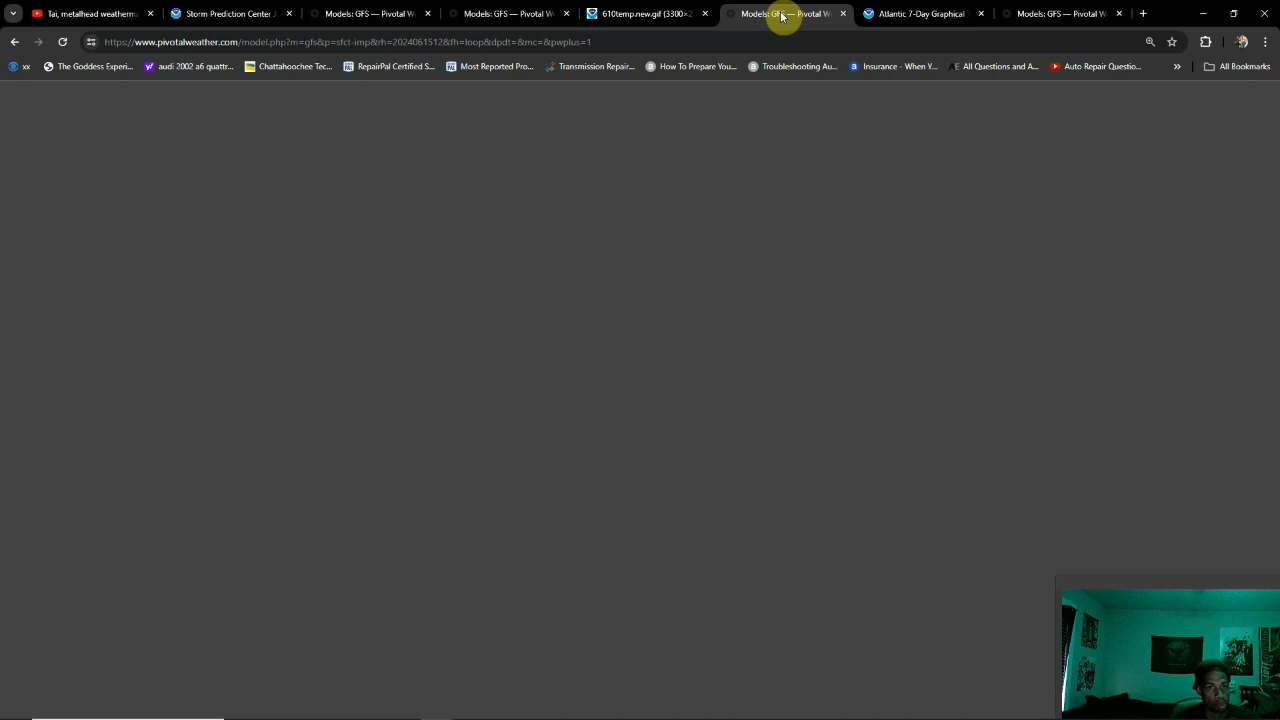 Tai, metalhead weatherma
Storm Prediction Center J
Models: GFS — Pivotal W
Models: GFS — Pivotal W
610temp.new.gif (3300×2
Models: GFS — Pivotal W
Atlantic 7-Day Graphical T
Models: GFS — Pivotal W
https://www.pivotalweather.com/model.php?m=gfs&p=sfct-imp&rh=2024061512&fh=loop&dpdt=&mc=&pwplus=1
xx
The Goddess Experi...
audi 2002 a6 quattr...
Chattahoochee Tec...
RepairPal Certified S...
Most Reported Pro...
Transmission Repair...
How To Prepare You...
Troubleshooting Au...
Insurance - When Y...
All Questions and A...
Auto Repair Questio...
All Bookmarks